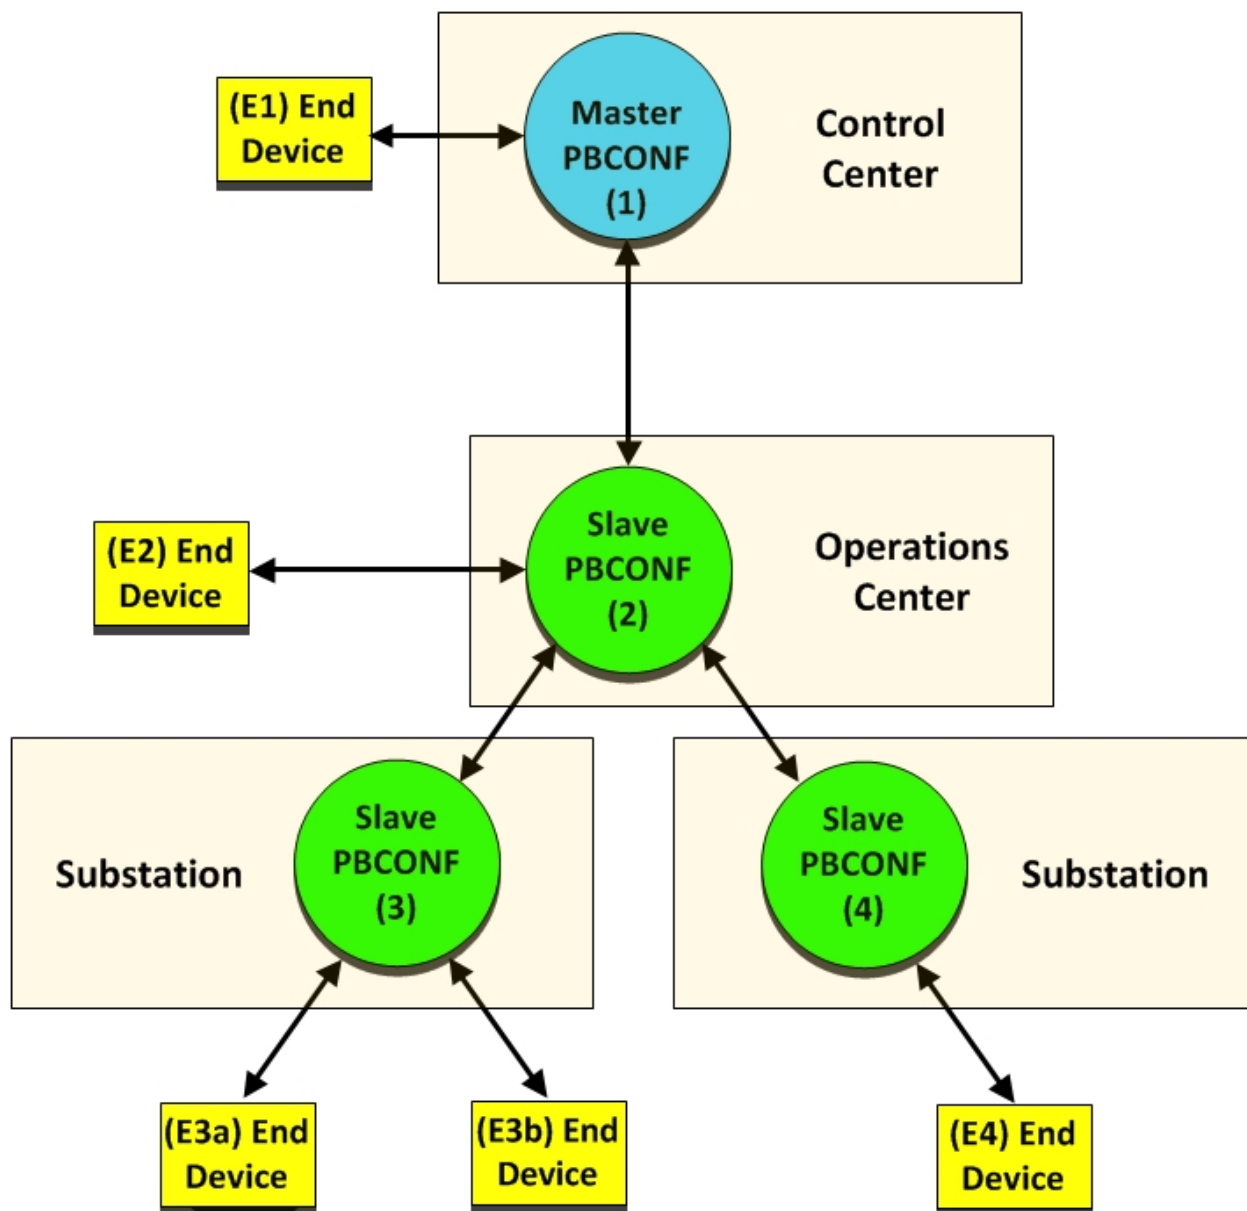 (E1) End
Device
Master
PBCONF
(1)
Control
Center
(E2) End
Device
Slave
PBCONF
(2)
Operations
Center
Substation
Slave
PBCONF
(3)
Slave
PBCONF
(4)
Substation
(E3a) End
Device
(E3b) End
Device
(E4) End
Device